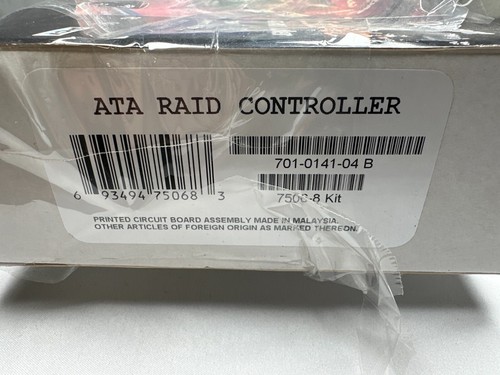 ATA RAID CONTROLLER
701-0141-04 B
6 93494 75068 3
7506-8 Kit
PRINTED CIRCUIT BOARD ASSEMBLY MADE IN MALAYSIA.
OTHER ARTICLES OF FOREIGN ORIGIN AS MARKED THEREON.